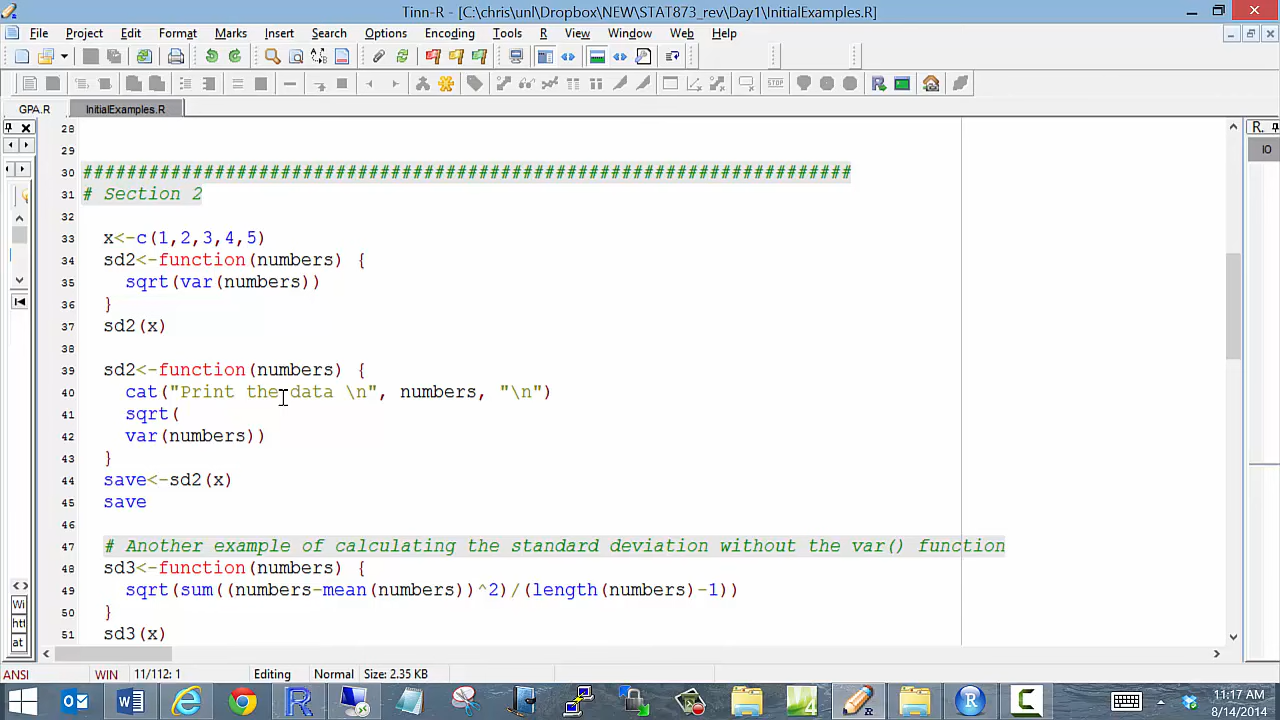 Tinn-R - [C:\chris\unl\Dropbox\NEW\STAT873_rev\Day1\InitialExamples.R]
File Project Edit Format Marks Insert Search Options Encoding Tools R View Window Web Help
GPA.R InitialExamples.R
R.
IO
28
29
30 #####################################################################
31 # Section 2
32
33 x<-c(1,2,3,4,5)
34 sd2<-function(numbers) {
35 sqrt(var(numbers))
36 }
37 sd2(x)
38
39 sd2<-function(numbers) {
40 cat("Print the data \n", numbers, "\n")
41 sqrt(
42 var(numbers))
43 }
44 save<-sd2(x)
45 save
46
47 # Another example of calculating the standard deviation without the var() function
48 sd3<-function(numbers) {
49 sqrt(sum((numbers-mean(numbers))^2)/(length(numbers)-1))
50 }
51 sd3(x)
Wi
htl
at
ANSI WIN 11/112: 1 Editing Normal Size: 2.35 KB
11:17 AM
8/14/2014